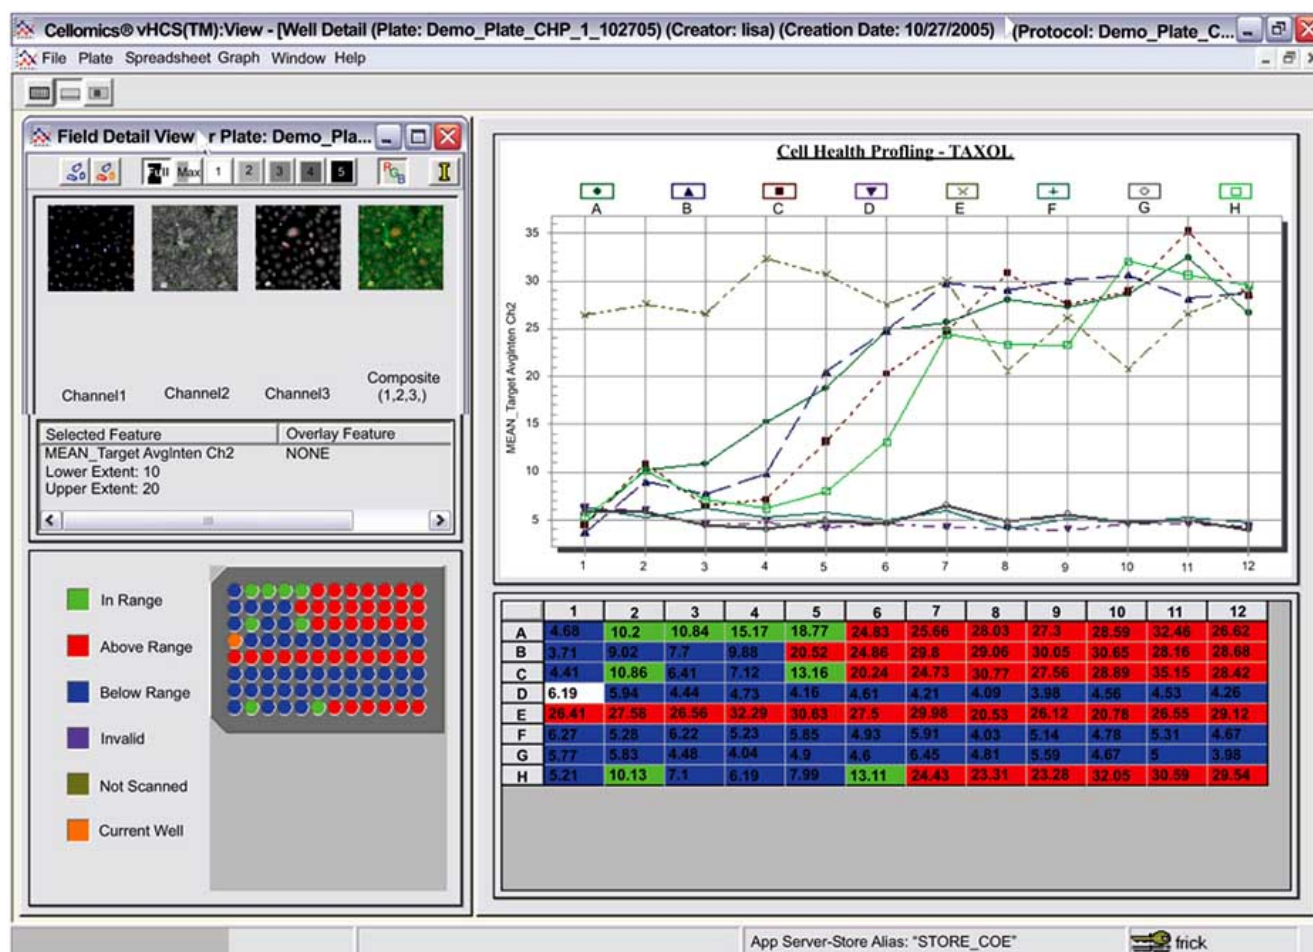 Cellomics® vHCS(TM):View - [Well Detail (Plate: Demo_Plate_CHP_1_102705) (Creator: lisa) (Creation Date: 10/27/2005) (Protocol: Demo_Plate_C...
File Plate Spreadsheet Graph Window Help
Field Detail View r Plate: Demo_Pla...
Full Max 1 2 3 4 5 RGB I
Channel1 Channel2 Channel3 Composite
(1,2,3,)
Selected Feature Overlay Feature
MEAN_Target AvgInten Ch2 NONE
Lower Extent: 10
Upper Extent: 20
In Range
Above Range
Below Range
Invalid
Not Scanned
Current Well
Cell Health Profling - TAXOL
A B C D E F G H
MEAN_Target AvgInten Ch2
35
30
25
20
15
10
5
1 2 3 4 5 6 7 8 9 10 11 12
1 2 3 4 5 6 7 8 9 10 11 12
A 4.68 10.2 10.84 15.17 18.77 24.83 25.66 28.03 27.3 28.59 32.46 26.62
B 3.71 9.02 7.7 9.88 20.52 24.86 29.8 29.06 30.05 30.65 28.16 28.68
C 4.41 10.86 6.41 7.12 13.16 20.24 24.73 30.77 27.56 28.89 35.15 28.42
D 6.19 5.94 4.44 4.73 4.16 4.61 4.21 4.09 3.98 4.56 4.53 4.26
E 26.41 27.58 26.56 32.29 30.63 27.5 29.98 20.53 26.12 20.78 26.55 29.12
F 6.27 5.28 6.22 5.23 5.85 4.93 5.91 4.03 5.14 4.78 5.31 4.67
G 5.77 5.83 4.48 4.04 4.9 4.6 6.45 4.81 5.59 4.67 5 3.98
H 5.21 10.13 7.1 6.19 7.99 13.11 24.43 23.31 23.28 32.05 30.59 29.54
App Server-Store Alias: "STORE_COE" frick